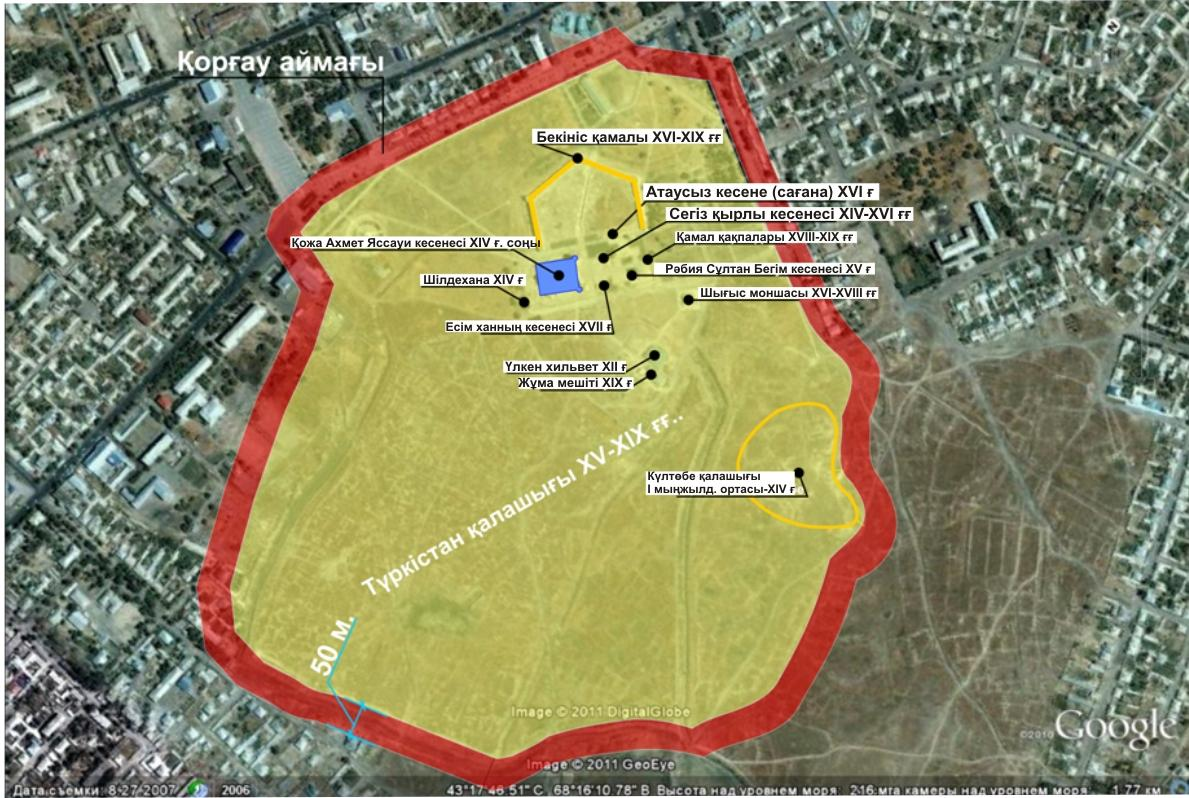 Қорғау аймағы
Бекініс қамалы XVI-XIX ғғ
Атаусыз кесене (сағана) XVI ғ
Сегіз қырлы кесенесі XIV-XVI ғғ
Қамал қақпалары XVIII-XIX ғғ
Қожа Ахмет Яссауи кесенесі XIV ғ. соңы
Рәбия Сұлтан Бегім кесенесі XV ғ
Шілдехана XIV ғ
Шығыс моншасы XVI-XVIII ғғ
Есім ханның кесенесі XVII ғ
Үлкен хильвет XII ғ
Жұма мешіті XIX ғ
Түркістан қалашығы XV-XIX ғғ..
Күлтөбе қалашығы
I мыңжылд. ортасы-XIV ғ
50 м.
Image © 2011 DigitalGlobe
©2010 Google
Image © 2011 GeoEye
Дата съемки: 8-27-2007 2006 43°17'46.51" С 68°16'10.78" В Высота над уровнем моря: 216 камеры над уровнем моря: 1.77 км